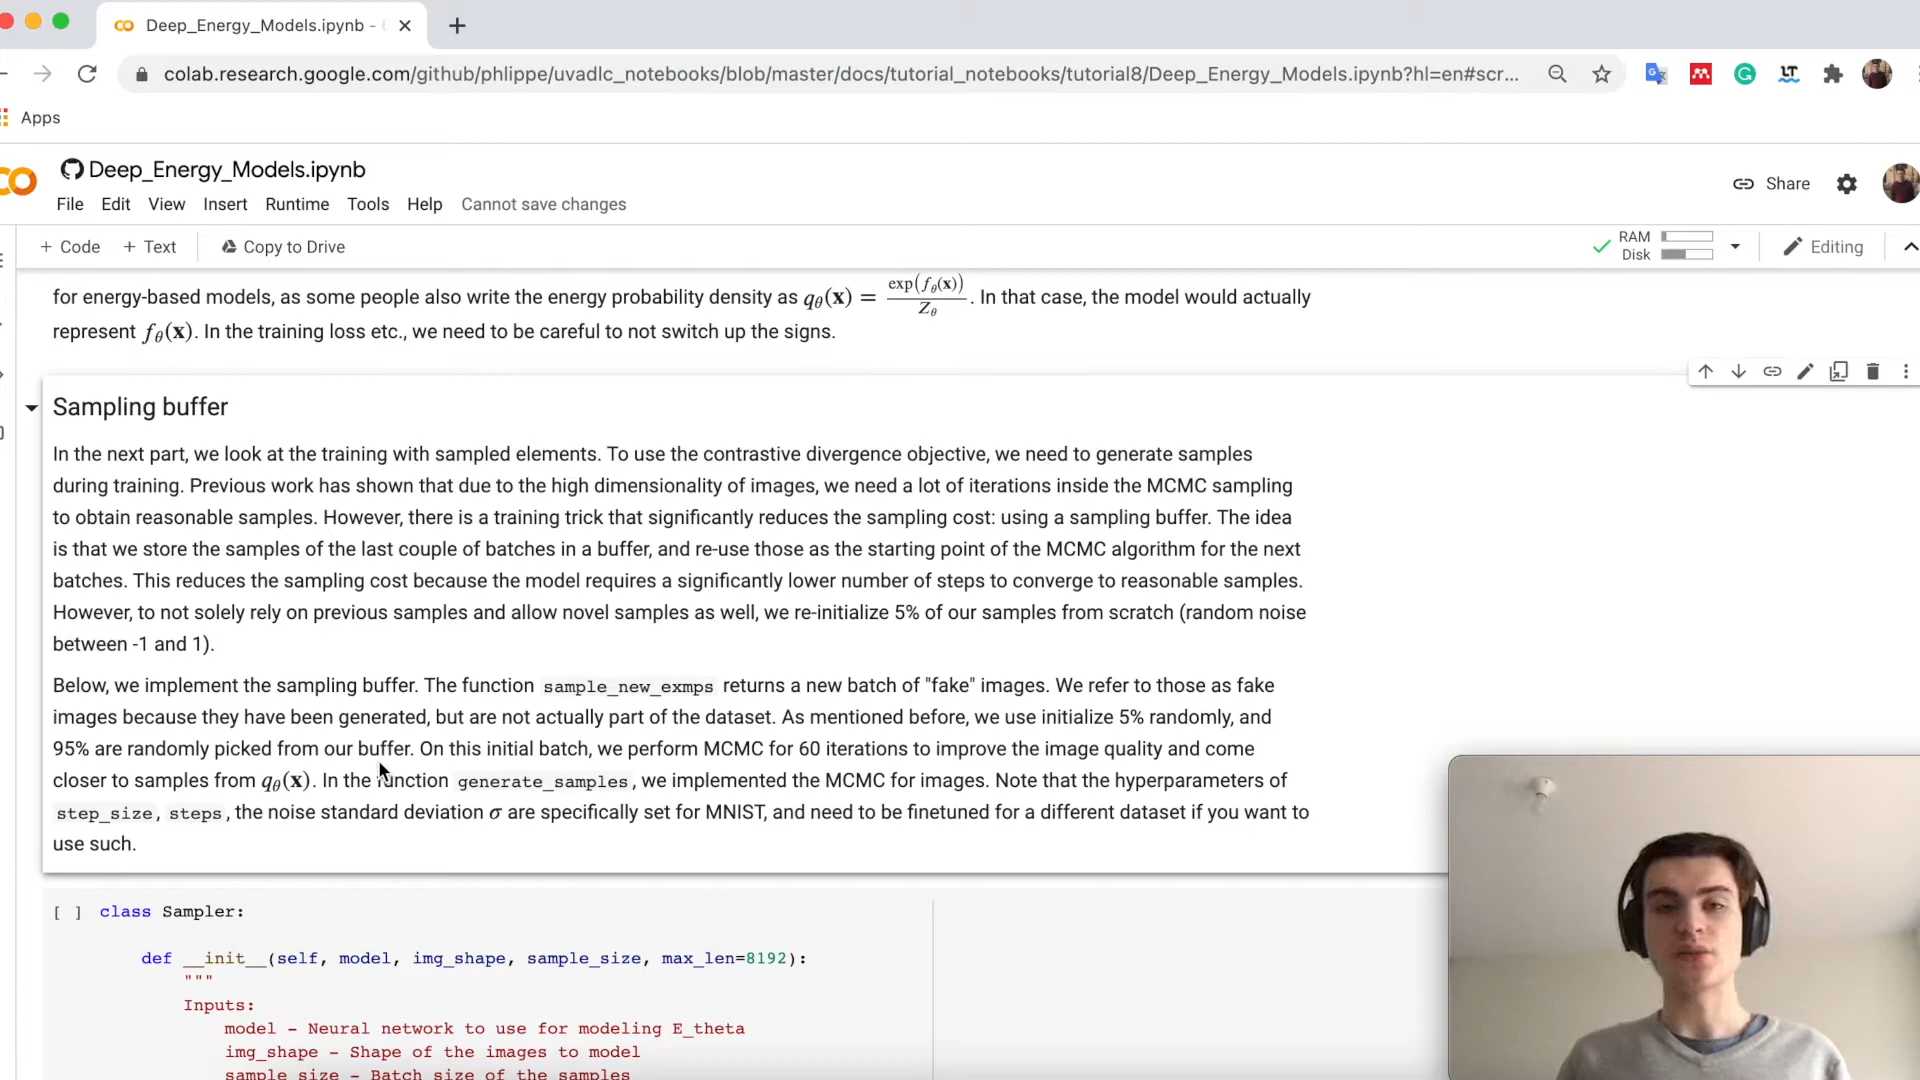 Deep_Energy_Models.ipynb -
colab.research.google.com/github/phlippe/uvadlc_notebooks/blob/master/docs/tutorial_notebooks/tutorial8/Deep_Energy_Models.ipynb?hl=en#scr...
Apps
Deep_Energy_Models.ipynb
File Edit View Insert Runtime Tools Help Cannot save changes
Share
+ Code + Text Copy to Drive
RAM
Disk
Editing
for energy-based models, as some people also write the energy probability density as qθ(x) = exp(fθ(x))/Zθ. In that case, the model would actually
represent fθ(x). In the training loss etc., we need to be careful to not switch up the signs.
Sampling buffer
In the next part, we look at the training with sampled elements. To use the contrastive divergence objective, we need to generate samples
during training. Previous work has shown that due to the high dimensionality of images, we need a lot of iterations inside the MCMC sampling
to obtain reasonable samples. However, there is a training trick that significantly reduces the sampling cost: using a sampling buffer. The idea
is that we store the samples of the last couple of batches in a buffer, and re-use those as the starting point of the MCMC algorithm for the next
batches. This reduces the sampling cost because the model requires a significantly lower number of steps to converge to reasonable samples.
However, to not solely rely on previous samples and allow novel samples as well, we re-initialize 5% of our samples from scratch (random noise
between -1 and 1).
Below, we implement the sampling buffer. The function sample_new_exmps returns a new batch of "fake" images. We refer to those as fake
images because they have been generated, but are not actually part of the dataset. As mentioned before, we use initialize 5% randomly, and
95% are randomly picked from our buffer. On this initial batch, we perform MCMC for 60 iterations to improve the image quality and come
closer to samples from qθ(x). In the function generate_samples, we implemented the MCMC for images. Note that the hyperparameters of
step_size, steps, the noise standard deviation σ are specifically set for MNIST, and need to be finetuned for a different dataset if you want to
use such.
[ ] class Sampler:
def __init__(self, model, img_shape, sample_size, max_len=8192):
"""
Inputs:
model - Neural network to use for modeling E_theta
img_shape - Shape of the images to model
sample_size - Batch size of the samples